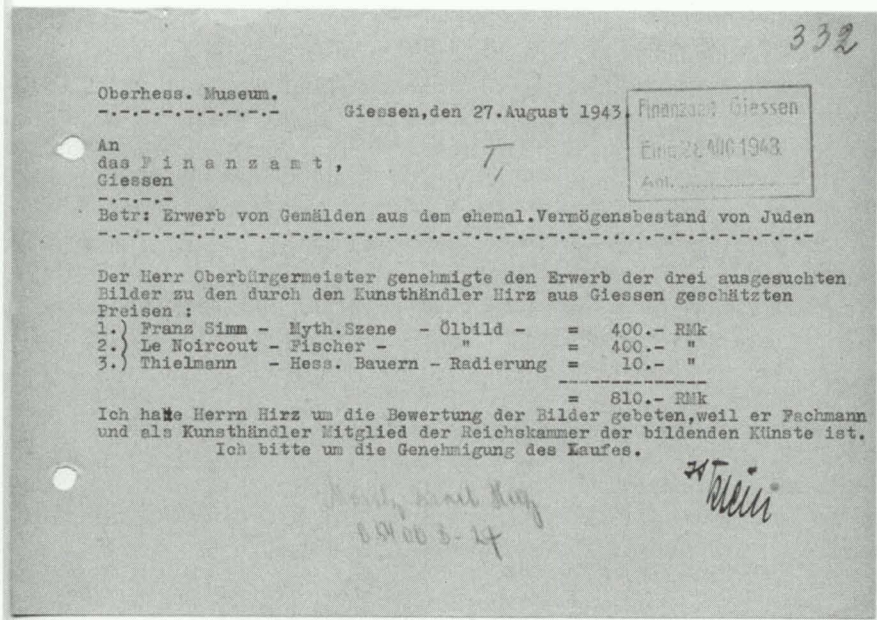 332
Oberhess. Museum.
-.-.-.-.-.-.-.-.-.-
Giessen,den 27.August 1943.
Finanzamt Giessen
Eing. 28. AUG. 1943
Anl. ..........
An
das F i n a n z a m t ,
Giessen
-.-.-.-
Betr: Erwerb von Gemälden aus dem ehemal.Vermögensbestand von Juden
Der Herr Oberbürgermeister genehmigte den Erwerb der drei ausgesuchten
Bilder zu den durch den Kunsthändler Hirz aus Giessen geschätzten
Preisen :
1.) Franz Simm - Myth.Szene - Ölbild - = 400.- RMk
2.) Le Noircout - Fischer - " = 400.- "
3.) Thielmann - Hess. Bauern - Radierung = 10.- "
--------------
= 810.- RMk
Ich hatte Herrn Hirz um die Bewertung der Bilder gebeten,weil er Fachmann
und als Kunsthändler Mitglied der Reichskammer der bildenden Künste ist.
Ich bitte um die Genehmigung des Kaufes.